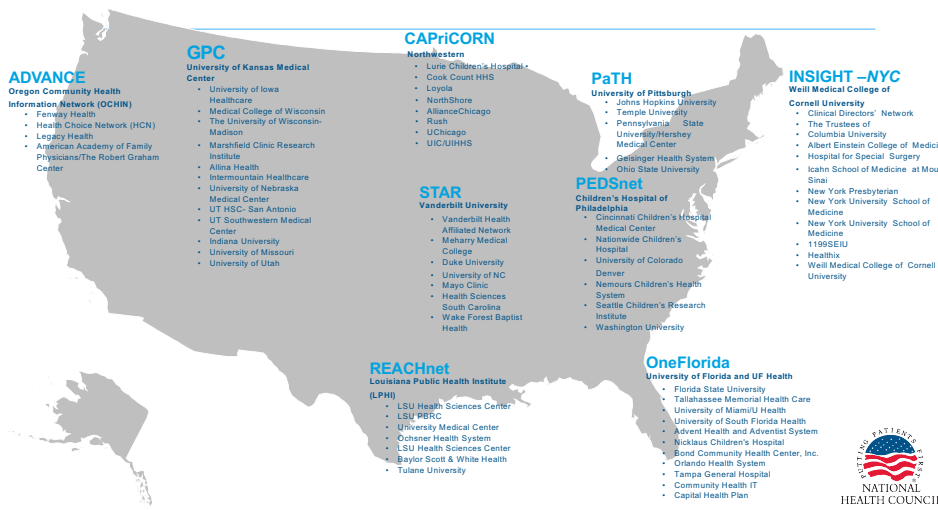 ADVANCE
Oregon Community Health
Information Network (OCHIN)
• Fenway Health
• Health Choice Network (HCN)
• Legacy Health
• American Academy of Family
Physicians/The Robert Graham
Center
GPC
University of Kansas Medical
Center
• University of Iowa
Healthcare
• Medical College of Wisconsin
• The University of Wisconsin-
Madison
• Marshfield Clinic Research
Institute
• Allina Health
• Intermountain Healthcare
• University of Nebraska
Medical Center
• UT HSC- San Antonio
• UT Southwestern Medical
Center
• Indiana University
• University of Missouri
• University of Utah
CAPriCORN
Northwestern
• Lurie Children's Hospital •
• Cook Count HHS
• Loyola
• NorthShore
• AllianceChicago
• Rush
• UChicago
• UIC/UIHHS
STAR
Vanderbilt University
• Vanderbilt Health
Affiliated Network
• Meharry Medical
College
• Duke University
• University of NC
• Mayo Clinic
• Health Sciences
South Carolina
• Wake Forest Baptist
Health
REACHnet
Louisiana Public Health Institute
(LPHI)
• LSU Health Sciences Center
• LSU PBRC
• University Medical Center
• Ochsner Health System
• LSU Health Sciences Center
• Baylor Scott & White Health
• Tulane University
PaTH
University of Pittsburgh
• Johns Hopkins University
• Temple University
• Pennsylvania State
University/Hershey
Medical Center
• Geisinger Health System
• Ohio State University
PEDSnet
Children's Hospital of
Philadelphia
• Cincinnati Children's Hospital
Medical Center
• Nationwide Children's
Hospital
• University of Colorado
Denver
• Nemours Children's Health
System
• Seattle Children's Research
Institute
• Washington University
OneFlorida
University of Florida and UF Health
• Florida State University
• Tallahassee Memorial Health Care
• University of Miami/U Health
• University of South Florida Health
• Advent Health and Adventist System
• Nicklaus Children's Hospital
• Bond Community Health Center, Inc.
• Orlando Health System
• Tampa General Hospital
• Community Health IT
• Capital Health Plan
INSIGHT –NYC
Weill Medical College of
Cornell University
• Clinical Directors' Network
• The Trustees of
• Columbia University
• Albert Einstein College of Medici
• Hospital for Special Surgery
• Icahn School of Medicine at Mou
Sinai
• New York Presbyterian
• New York University School of
Medicine
• New York University School of
Medicine
• 1199SEIU
• Healthix
• Weill Medical College of Cornell
University
PUTTING PATIENTS FIRST®
NATIONAL
HEALTH COUNCIL